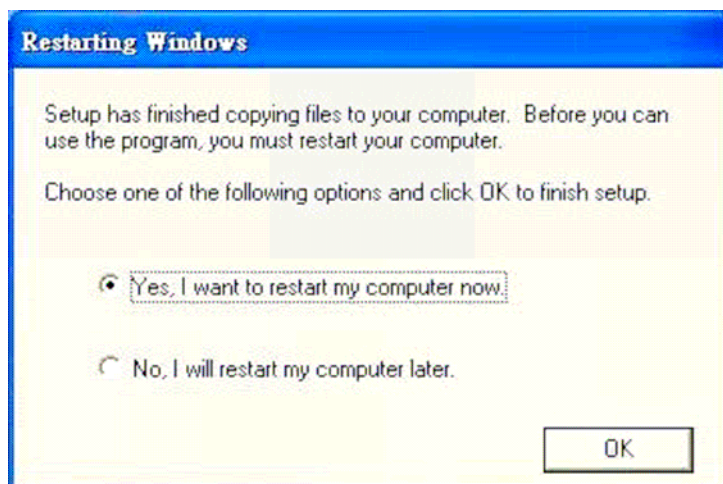 Restarting Windows
Setup has finished copying files to your computer.  Before you can
use the program, you must restart your computer.
Choose one of the following options and click OK to finish setup.
Yes, I want to restart my computer now.
No, I will restart my computer later.
OK